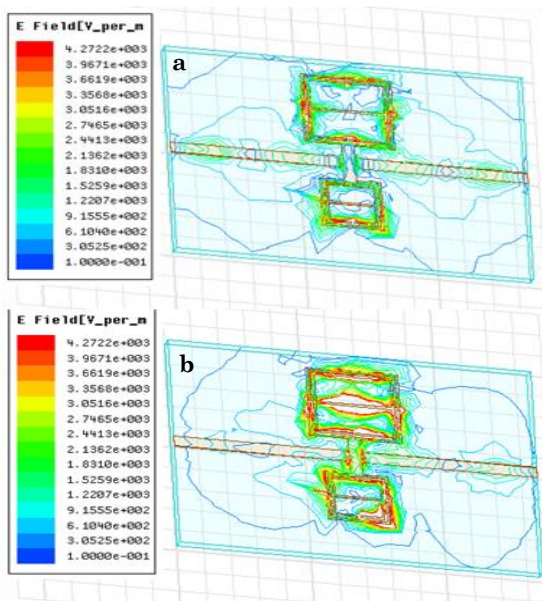 E Field[V_per_m
4.2722e+003
3.9671e+003
3.6619e+003
3.3568e+003
3.0516e+003
2.7465e+003
2.4413e+003
2.1362e+003
1.8310e+003
1.5259e+003
1.2207e+003
9.1555e+002
6.1040e+002
3.0525e+002
1.0000e-001
a
E Field[V_per_m
4.2722e+003
3.9671e+003
3.6619e+003
3.3568e+003
3.0516e+003
2.7465e+003
2.4413e+003
2.1362e+003
1.8310e+003
1.5259e+003
1.2207e+003
9.1555e+002
6.1040e+002
3.0525e+002
1.0000e-001
b